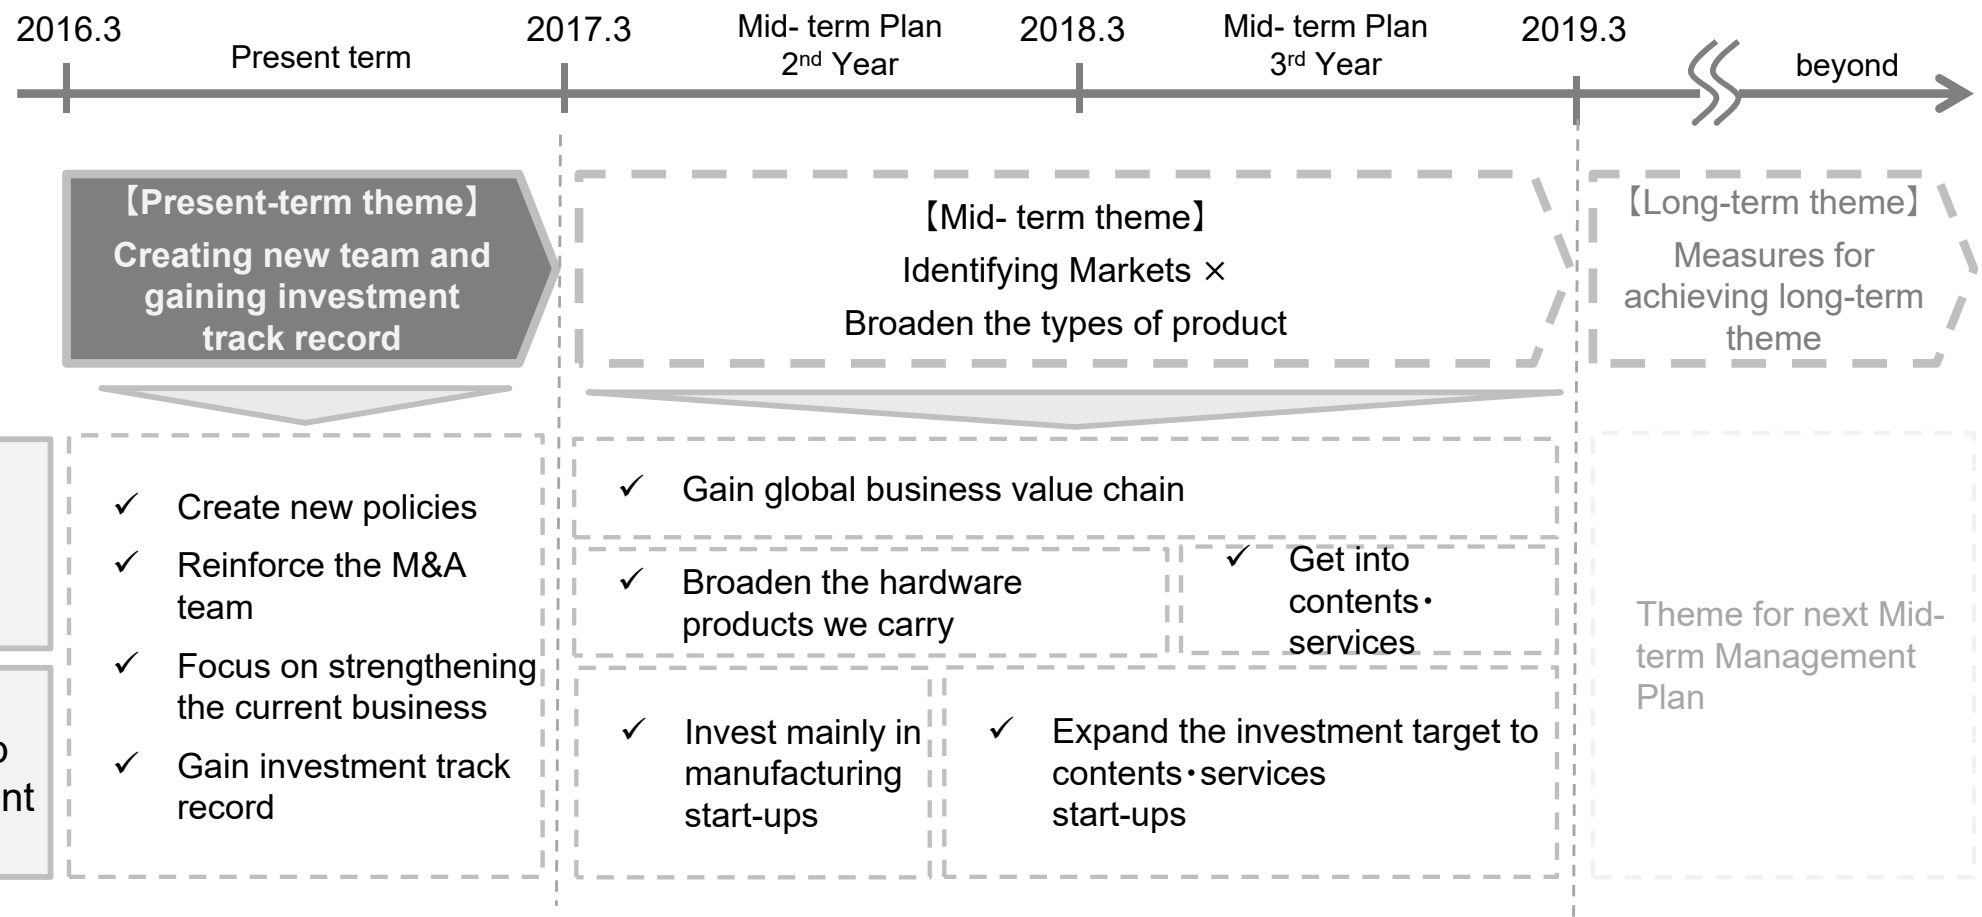 2016.3
Present term
2017.3
Mid- term Plan
2nd Year
2018.3
Mid- term Plan
3rd Year
2019.3
beyond
【Present-term theme】
Creating new team and
gaining investment
track record
【Mid- term theme】
Identifying Markets ×
Broaden the types of product
【Long-term theme】
Measures for
achieving long-term
theme
✓ Create new policies
✓ Reinforce the M&A
team
✓ Focus on strengthening
the current business
✓ Gain investment track
record
✓ Gain global business value chain
✓ Broaden the hardware
products we carry
✓ Get into
contents・
services
✓ Invest mainly in
manufacturing
start-ups
✓ Expand the investment target to
contents・services
start-ups
Theme for next Mid-
term Management
Plan